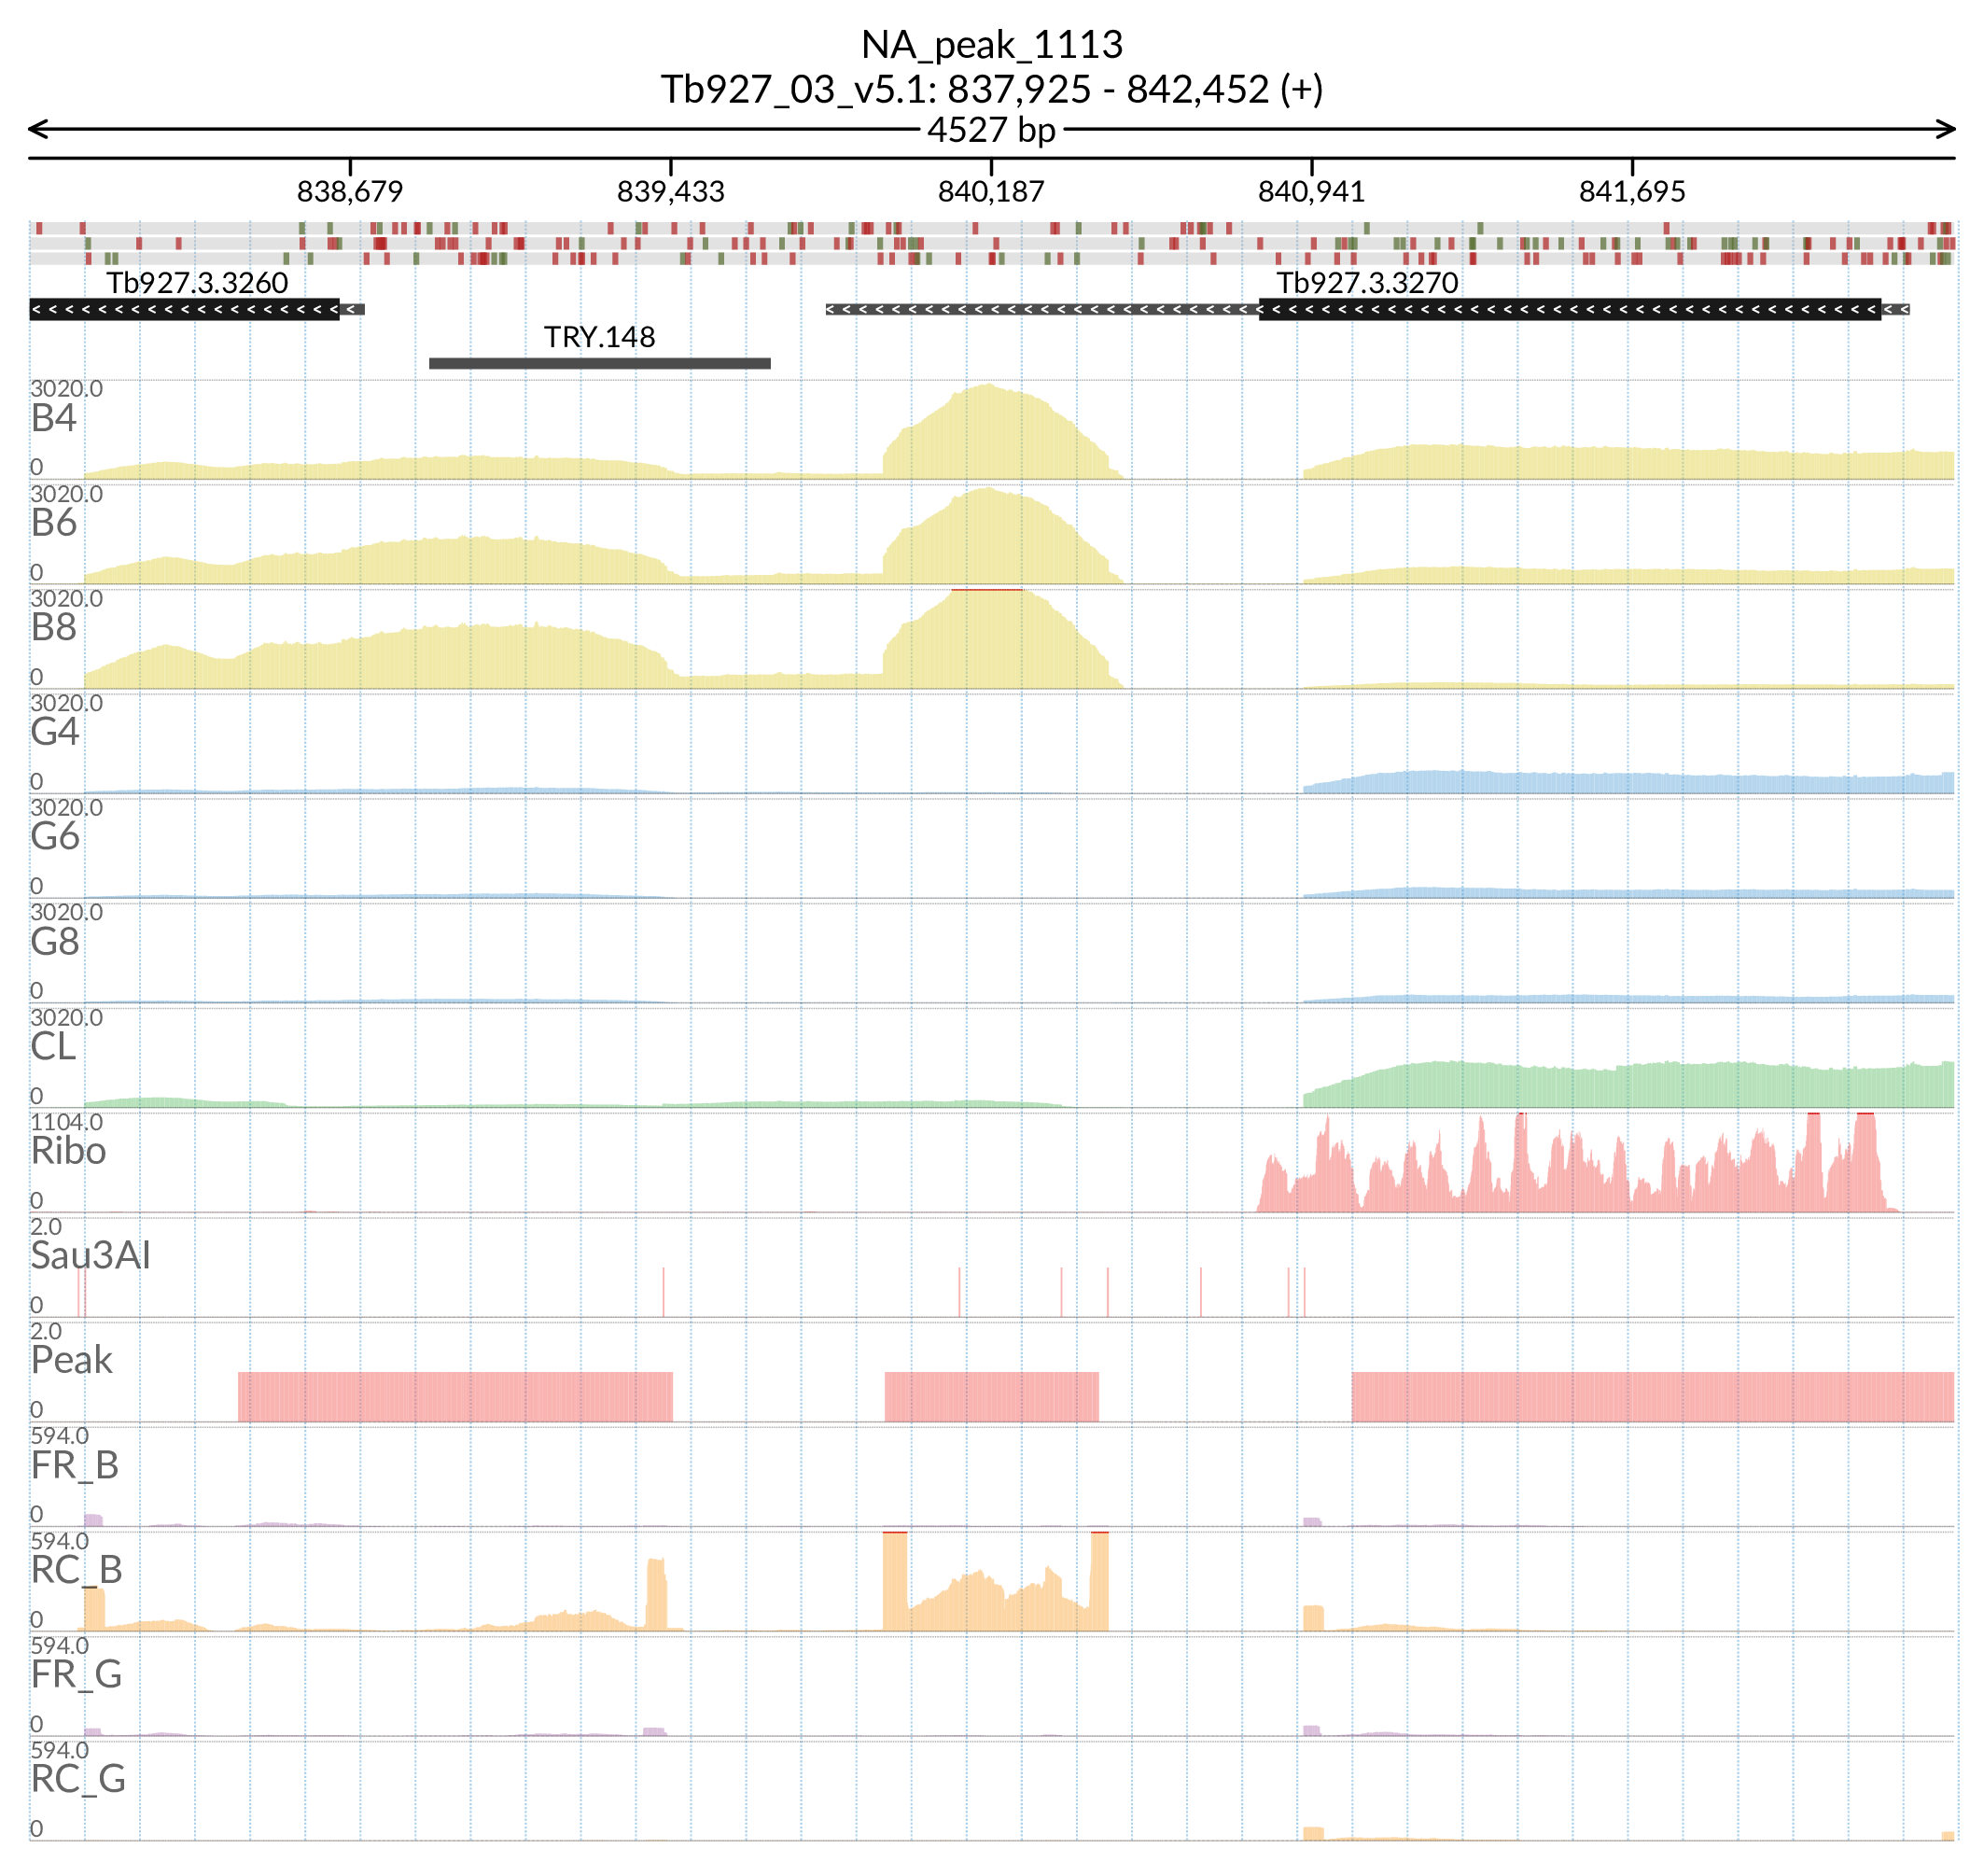 NA_peak_1113
Tb927_03_v5.1: 837,925 - 842,452 (+)
4527 bp
838,679 839,433 840,187 840,941 841,695
Tb927.3.3260 Tb927.3.3270
TRY.148
3020.0
B4
0
3020.0
B6
0
3020.0
B8
0
3020.0
G4
0
3020.0
G6
0
3020.0
G8
0
3020.0
CL
0
1104.0
Ribo
0
2.0
Sau3AI
0
2.0
Peak
0
594.0
FR_B
0
594.0
RC_B
0
594.0
FR_G
0
594.0
RC_G
0